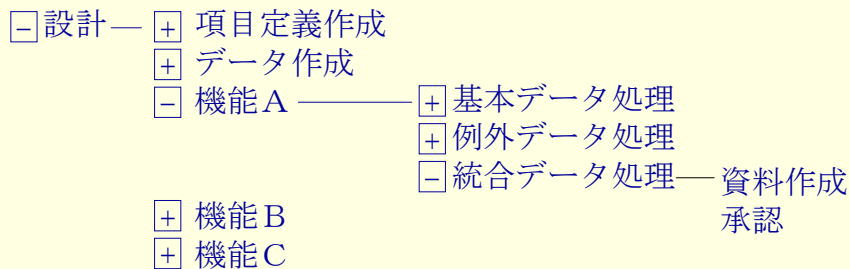 − 設計 + 項目定義作成
+ データ作成
− 機能A + 基本データ処理
+ 例外データ処理
− 統合データ処理 資料作成
承認
+ 機能B
+ 機能C